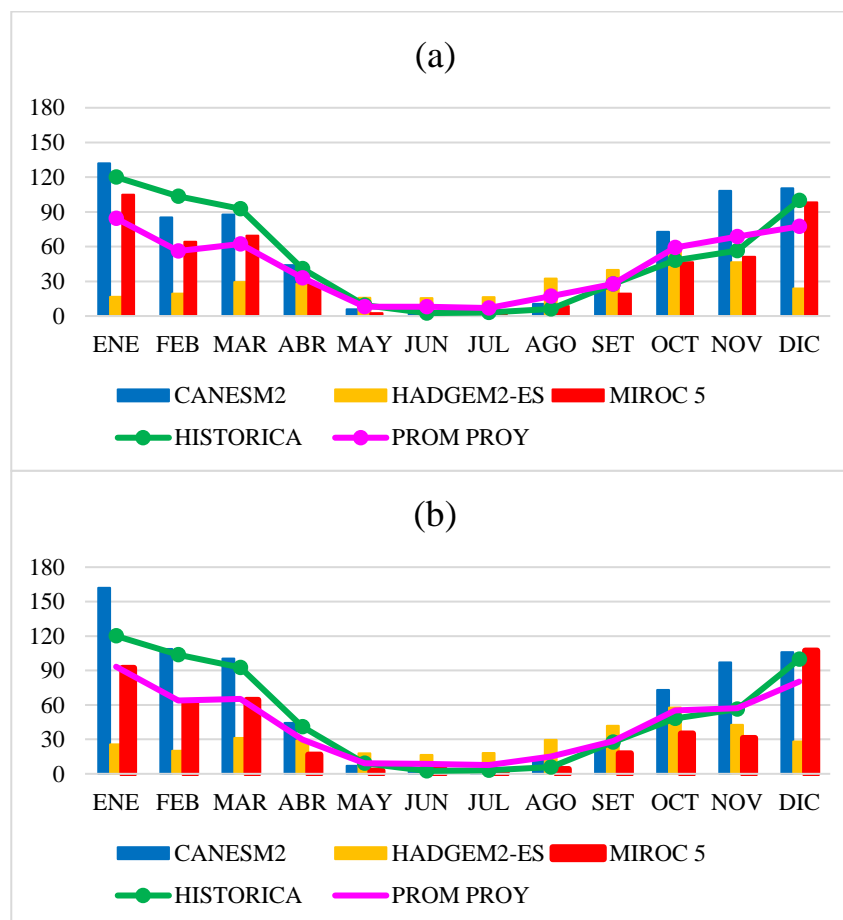 (a)
180
150
120
90
60
30
0
ENE FEB MAR ABR MAY JUN JUL AGO SET OCT NOV DIC
CANESM2 HADGEM2-ES MIROC 5
HISTORICA PROM PROY
(b)
180
150
120
90
60
30
0
ENE FEB MAR ABR MAY JUN JUL AGO SET OCT NOV DIC
CANESM2 HADGEM2-ES MIROC 5
HISTORICA PROM PROY